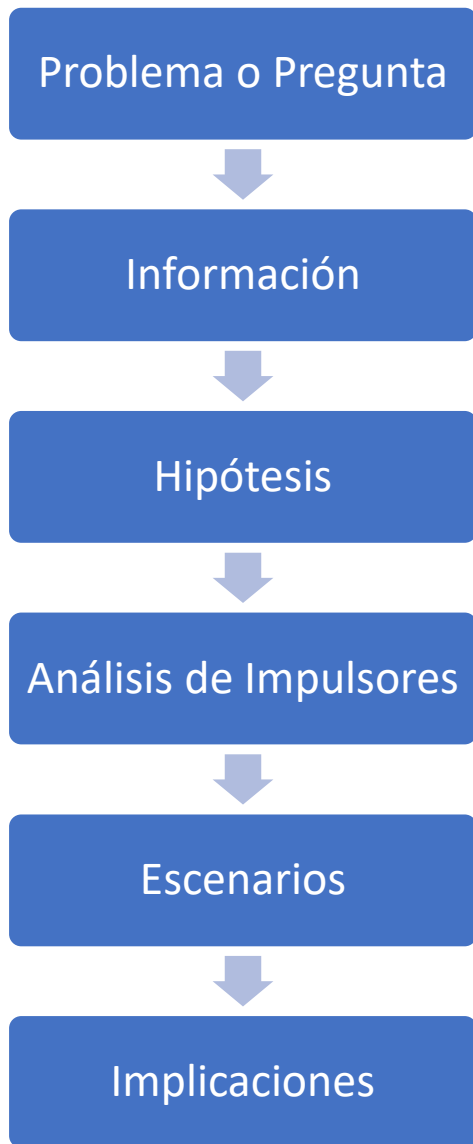 Problema o Pregunta
Información
Hipótesis
Análisis de Impulsores
Escenarios
Implicaciones